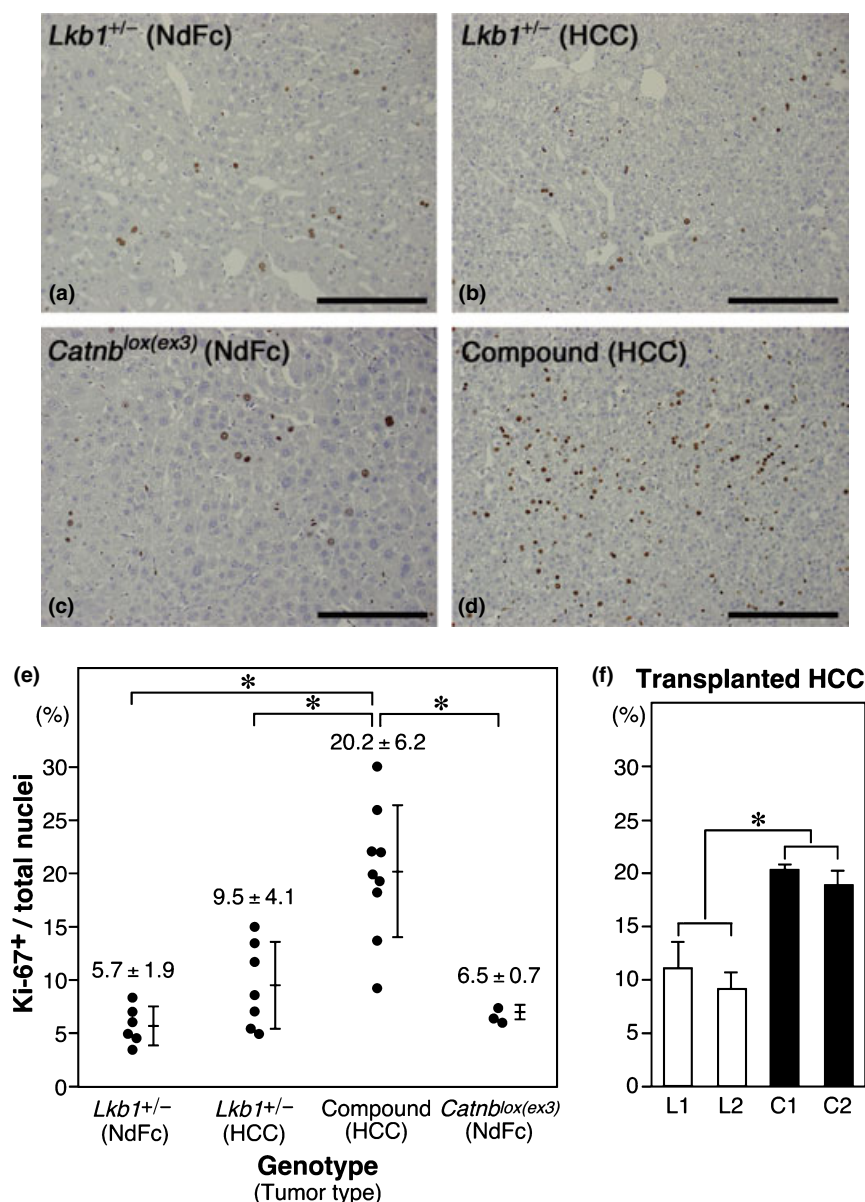 Lkb1+/− (NdFc)
(a)
Lkb1+/− (HCC)
(b)
Catnblox(ex3) (NdFc)
(c)
Compound (HCC)
(d)
(e)
(%)
Ki-67+ / total nuclei
30
25
20
15
10
5
0
*
*
*
5.7 ± 1.9
9.5 ± 4.1
20.2 ± 6.2
6.5 ± 0.7
Lkb1+/−
(NdFc)
Lkb1+/−
(HCC)
Compound
(HCC)
Catnblox(ex3)
(NdFc)
Genotype
(Tumor type)
(f)
Transplanted HCC
(%)
30
25
20
15
10
5
0
*
L1
L2
C1
C2